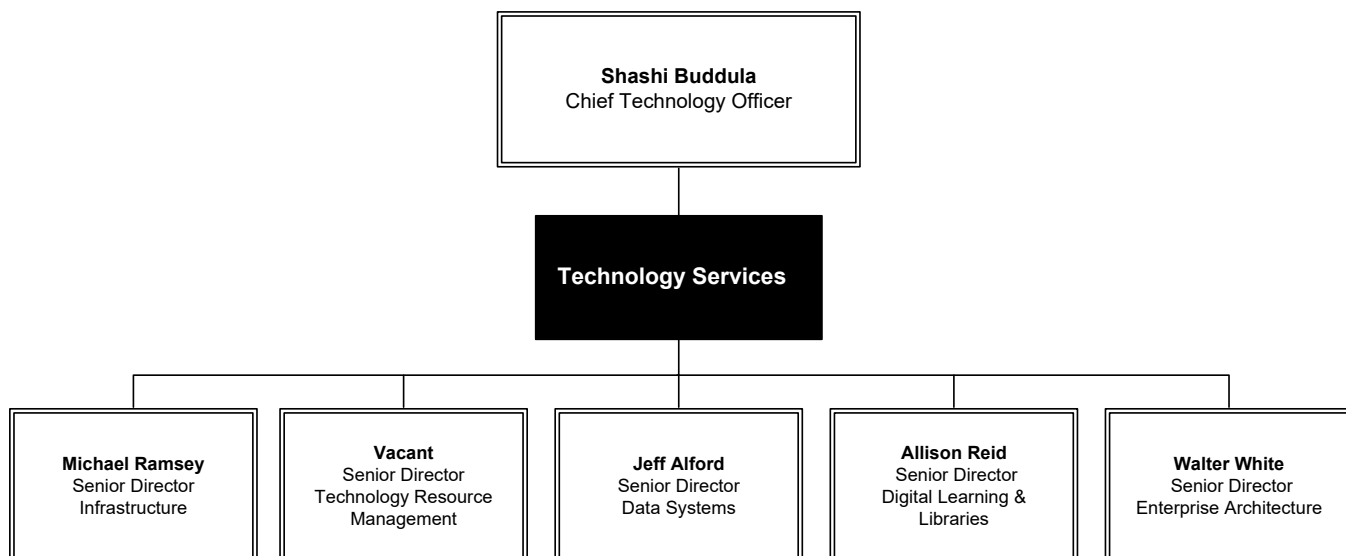 Shashi Buddula
Chief Technology Officer
Technology Services
Michael Ramsey
Senior Director
Infrastructure
Vacant
Senior Director
Technology Resource
Management
Jeff Alford
Senior Director
Data Systems
Allison Reid
Senior Director
Digital Learning &
Libraries
Walter White
Senior Director
Enterprise Architecture